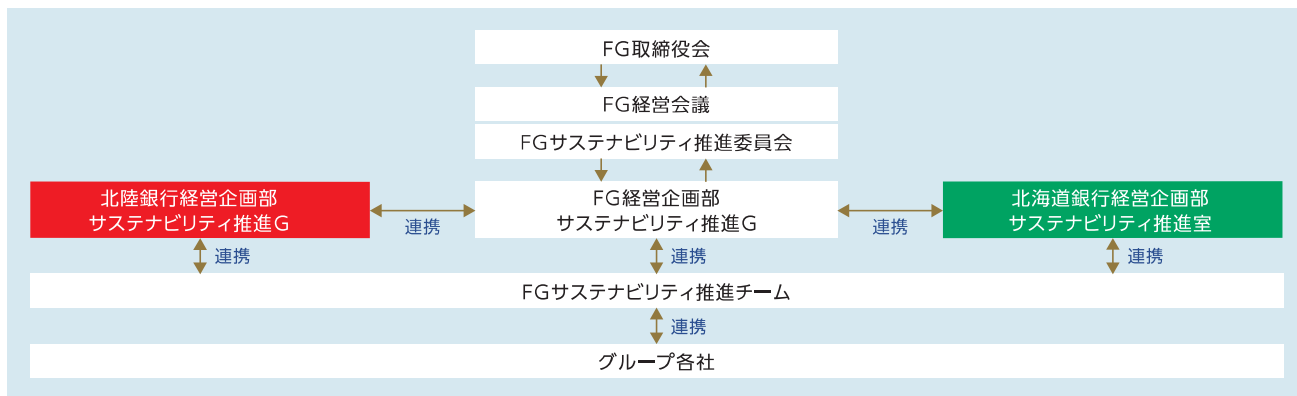 FG取締役会
FG経営会議
FGサステナビリティ推進委員会
北陸銀行経営企画部
サステナビリティ推進G
連携
FG経営企画部
サステナビリティ推進G
連携
北海道銀行経営企画部
サステナビリティ推進室
連携
連携
連携
FGサステナビリティ推進チーム
連携
グループ各社